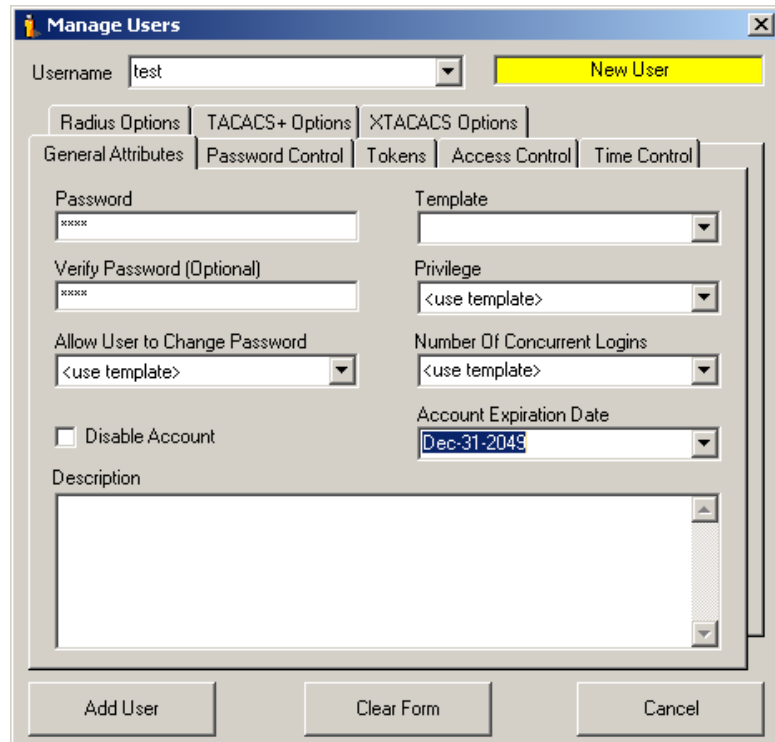 Manage Users
Username test New User
Radius Options TACACS+ Options XTACACS Options
General Attributes Password Control Tokens Access Control Time Control
Password Template
****
Verify Password (Optional) Privilege
**** <use template>
Allow User to Change Password Number Of Concurrent Logins
<use template> <use template>
Account Expiration Date
Disable Account Dec-31-2049
Description
Add User Clear Form Cancel